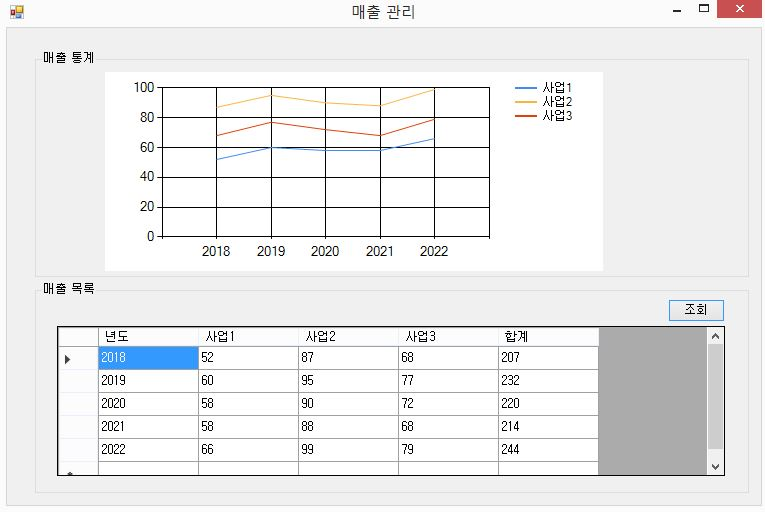 매출 관리
매출 통계
100
80
60
40
20
0
2018 2019 2020 2021 2022
사업1
사업2
사업3
매출 목록
조회
년도 사업1 사업2 사업3 합계
2018 52 87 68 207
2019 60 95 77 232
2020 58 90 72 220
2021 58 88 68 214
2022 66 99 79 244